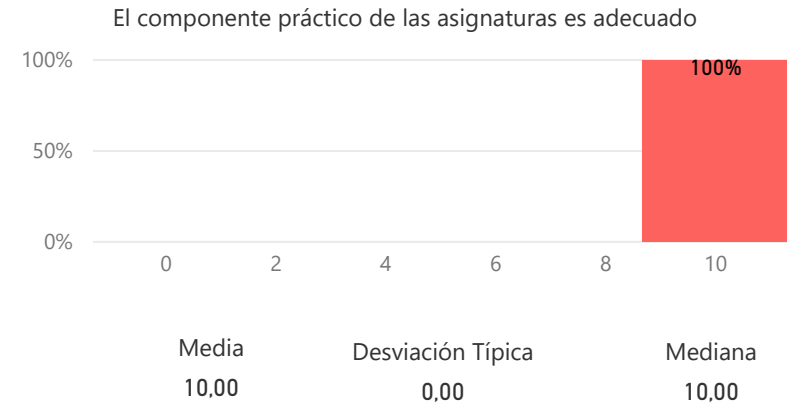 El componente práctico de las asignaturas es adecuado
100%
100%
50%
0%
0 2 4 6 8 10
Media Desviación Típica Mediana
10,00 0,00 10,00